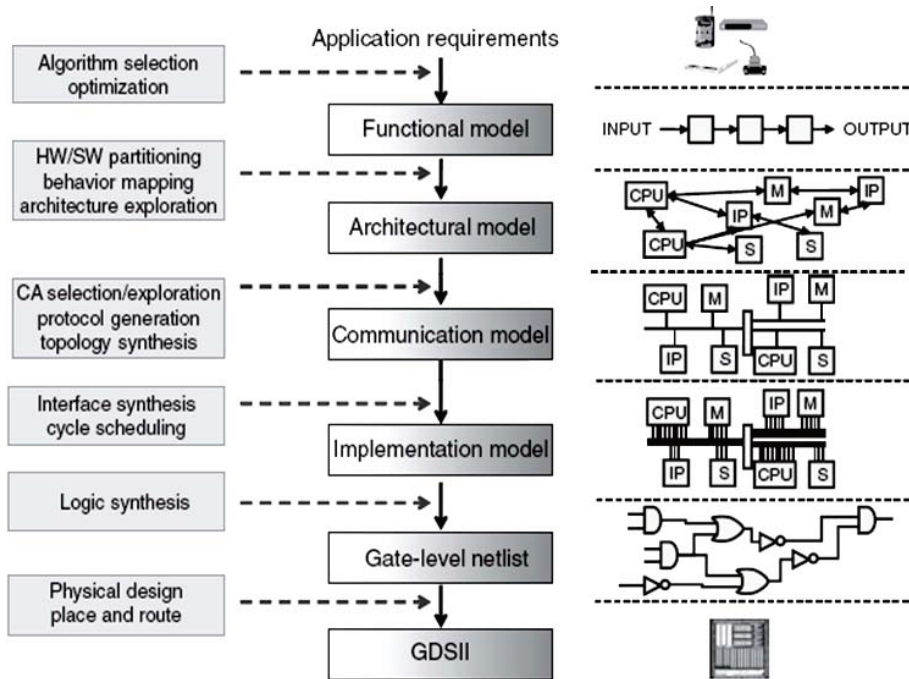 Application requirements
Algorithm selection
optimization
Functional model
INPUT
OUTPUT
HW/SW partitioning
behavior mapping
architecture exploration
Architectural model
CPU
M
IP
IP
M
CPU
S
S
CA selection/exploration
protocol generation
topology synthesis
Communication model
CPU
M
IP
M
IP
S
CPU
S
Interface synthesis
cycle scheduling
Implementation model
CPU
M
IP
M
IP
S
CPU
S
Logic synthesis
Gate-level netlist
Physical design
place and route
GDSII